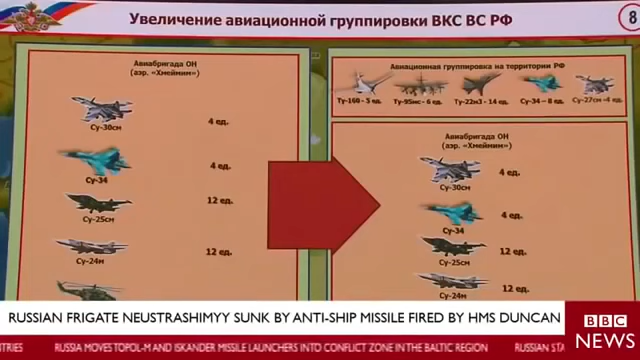 Увеличение авиационной группировки ВКС ВС РФ
8
Авиабригада ОН
(аэр. «Хмеймим»)
Су-30см
4 ед.
Су-34
4 ед.
Су-25см
12 ед.
Су-24м
12 ед.
Авиационная группировка на территории РФ
Ту-160 - 5 ед. Ту-95мс - 6 ед. Ту-22м3 - 14 ед. Су-34 - 8 ед. Су-27см -4 ед.
Авиабригада ОН
(аэр. «Хмеймим»)
Су-30см
4 ед.
Су-34
4 ед.
Су-25см
12 ед.
Су-24м
12 ед.
RUSSIAN FRIGATE NEUSTRASHIMYY SUNK BY ANTI-SHIP MISSILE FIRED BY HMS DUNCAN
BBC
NEWS
NTRIES RUSSIA MOVES TOPOL-M AND ISKANDER MISSILE LAUNCHERS INTO CONFLICT ZONE IN THE BALTIC REGION RUSSIAN STA